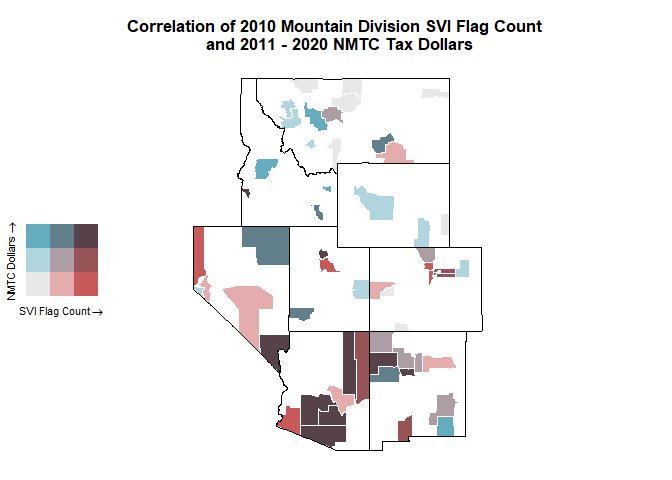 Correlation of 2010 Mountain Division SVI Flag Count
and 2011 - 2020 NMTC Tax Dollars
NMTC Dollars →
SVI Flag Count →